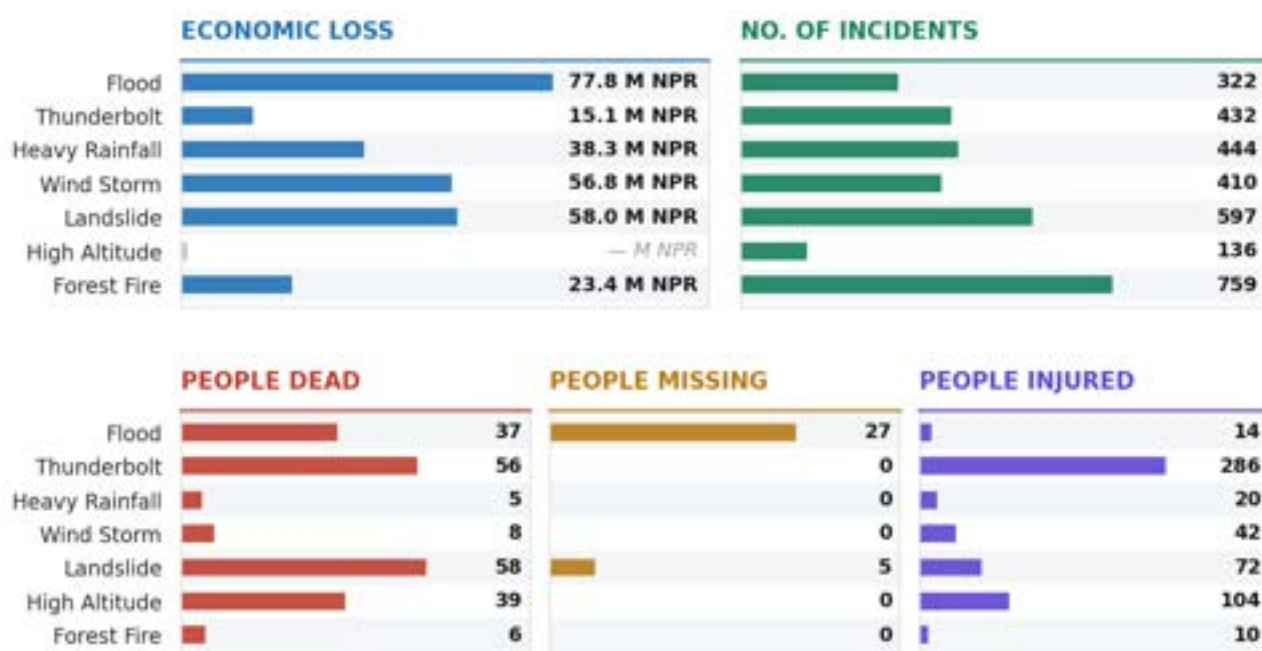 ECONOMIC LOSS NO. OF INCIDENTS
Flood 77.8 M NPR 322
Thunderbolt 15.1 M NPR 432
Heavy Rainfall 38.3 M NPR 444
Wind Storm 56.8 M NPR 410
Landslide 58.0 M NPR 597
High Altitude — M NPR 136
Forest Fire 23.4 M NPR 759
PEOPLE DEAD PEOPLE MISSING PEOPLE INJURED
Flood 37 27 14
Thunderbolt 56 0 286
Heavy Rainfall 5 0 20
Wind Storm 8 0 42
Landslide 58 5 72
High Altitude 39 0 104
Forest Fire 6 0 10